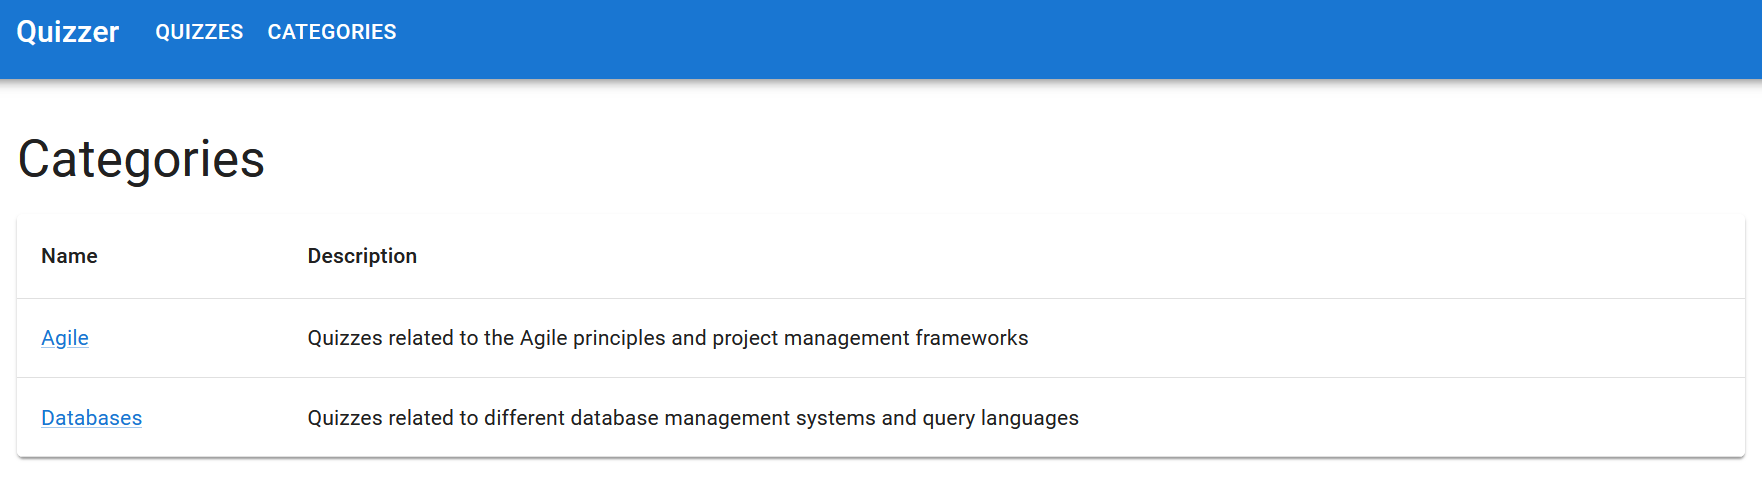 Quizzer QUIZZES CATEGORIES
Categories
Name Description
Agile Quizzes related to the Agile principles and project management frameworks
Databases Quizzes related to different database management systems and query languages